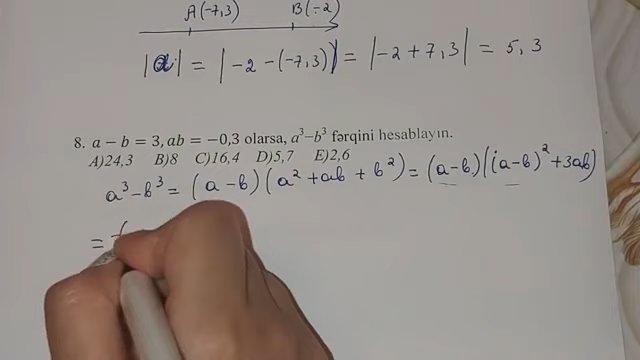 A(-7,3) B(-2)
|a| = |-2-(-7,3)| = |-2+7,3| = 5,3
8. a – b = 3, ab = –0,3 olarsa, a³–b³ fərqini hesablayın.
A)24,3 B)8 C)16,4 D)5,7 E)2,6
a³-b³ = (a-b)(a²+ab+b²) = (a-b)((a-b)²+3ab)
=